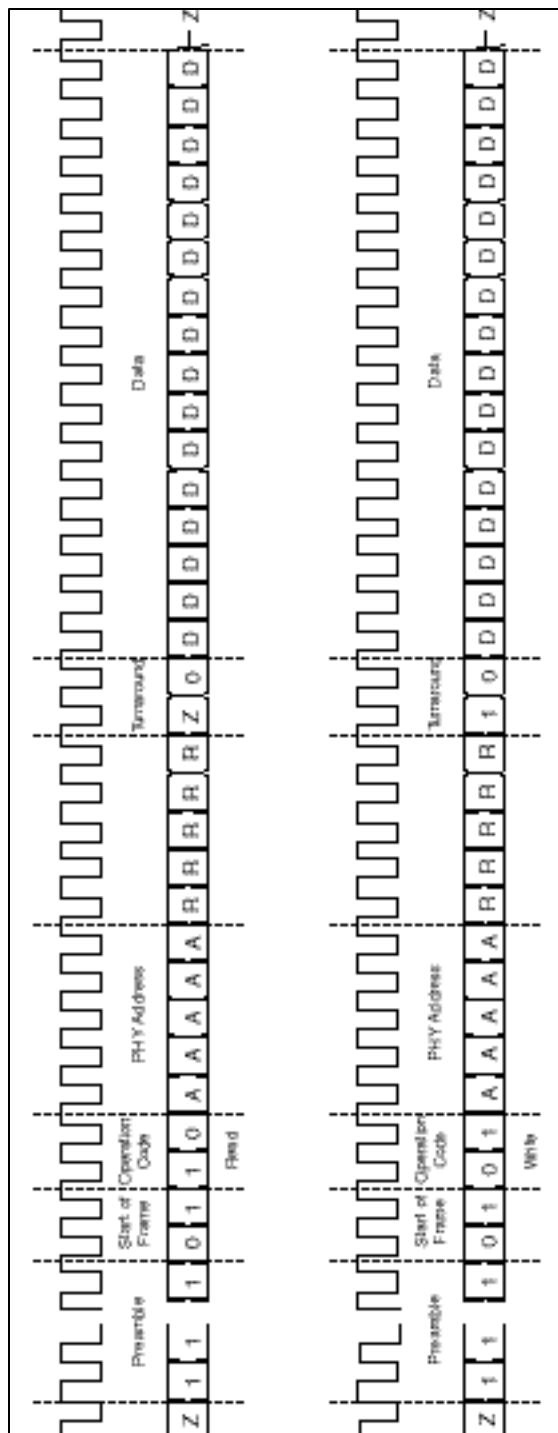 Preamble Start of Operation PHY Address Turnaround Data
Frame Code
Z 1 1 1 0 1 1 0 A A A A A R R R R R Z 0 D D D D D D D D D D D D D D D D Z
Read
Preamble Start of Operation PHY Address Turnaround Data
Frame Code
Z 1 1 1 0 1 0 1 A A A A A R R R R R 1 0 D D D D D D D D D D D D D D D D Z
Write